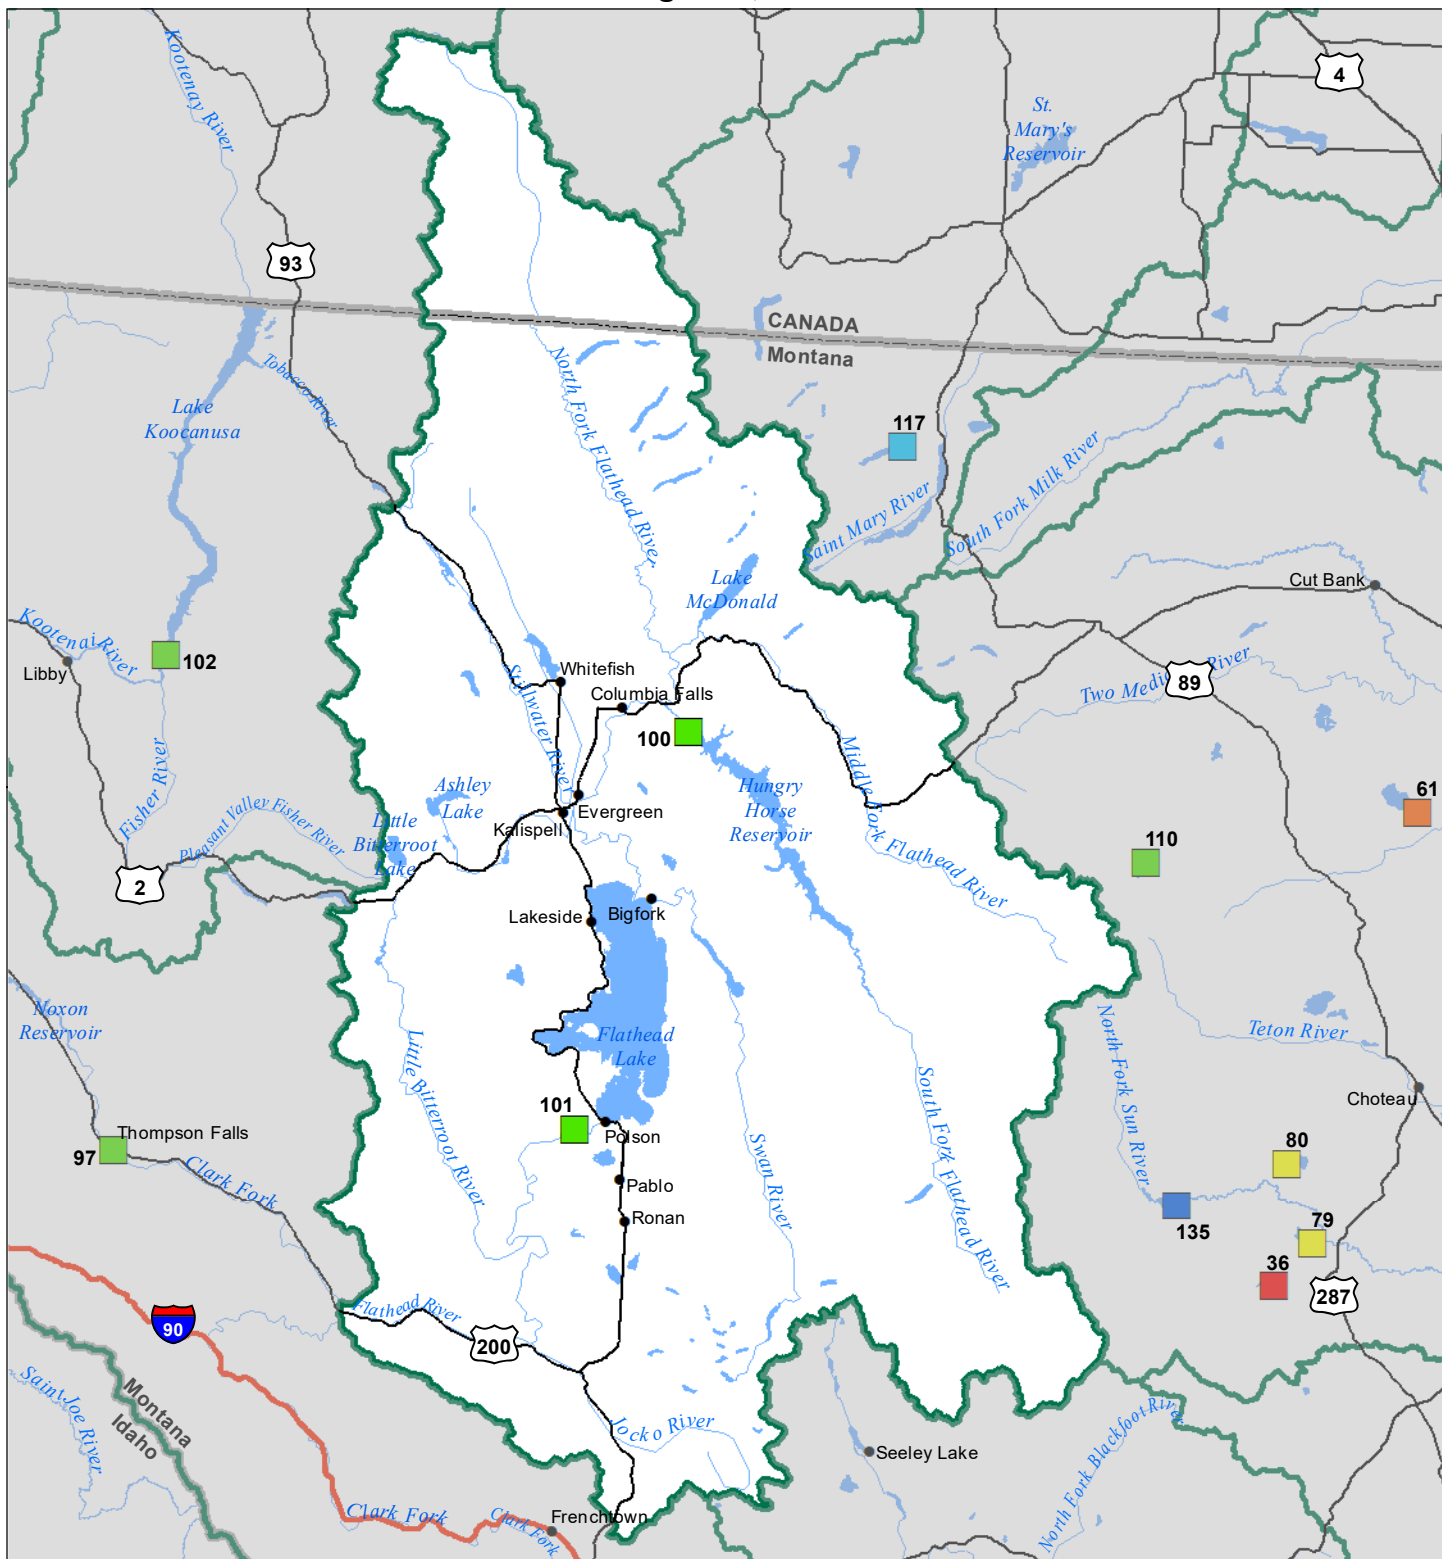 Kootenay River
4
St.
Mary's
Reservoir
93
CANADA
Montana
Tobacco River
North Fork Flathead River
Lake
Koocanusa
117
Saint Mary River
South Fork Milk River
Lake
McDonald
Cut Bank
Kootenai River
Libby
102
Whitefish
Stillwater River
Columbia Falls
100
Two Medicine River
89
Middle Fork Flathead River
Fisher River
Pleasant Valley Fisher River
Ashley
Lake
Hungry
Horse
Reservoir
61
Little
Bitterroot
Lake
Evergreen
Kalispell
110
2
Lakeside
Bigfork
Noxon
Reservoir
Flathead
Lake
Little Bitterroot River
North Fork Sun River
Teton River
Choteau
South Fork Flathead River
101
Polson
Thompson Falls
97
Clark Fork
Swan River
80
Pablo
Ronan
135
79
36
287
Flathead River
90
200
Montana
Idaho
Saint Joe River
Jocko River
Seeley Lake
North Fork Blackfoot River
Clark Fork
Clark Fork
Frenchtown